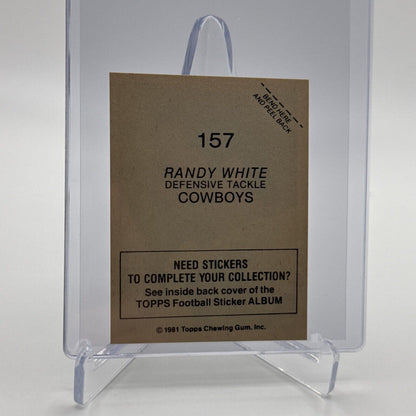 BEND HERE
AND PEEL BACK
157
RANDY WHITE
DEFENSIVE TACKLE
COWBOYS
NEED STICKERS
TO COMPLETE YOUR COLLECTION?
See inside back cover of the
TOPPS Football Sticker ALBUM
© 1981 Topps Chewing Gum, Inc.